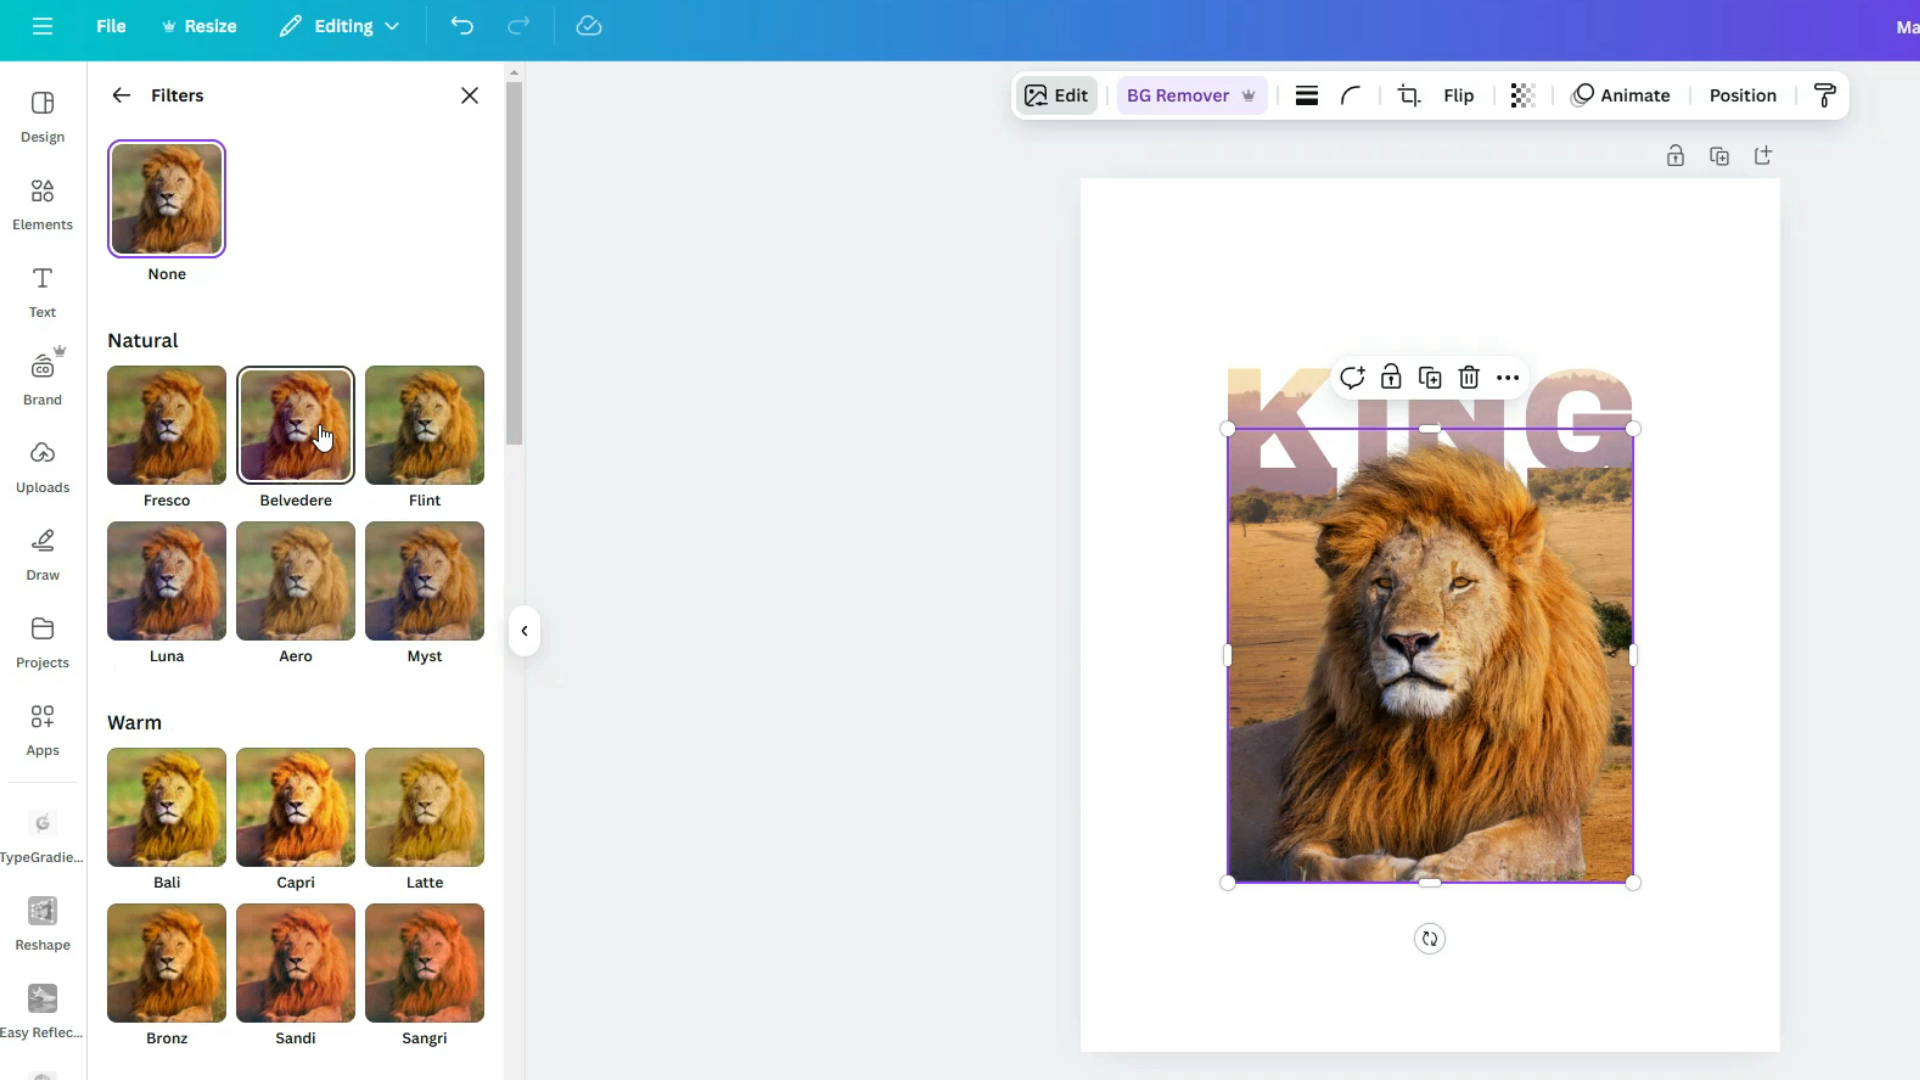 File
Resize
Editing
Ma
Design
Elements
Text
Brand
Uploads
Draw
Projects
Apps
TypeGradie...
Reshape
Easy Reflec...
Filters
None
Natural
Fresco
Belvedere
Flint
Luna
Aero
Myst
Warm
Bali
Capri
Latte
Bronz
Sandi
Sangri
Edit
BG Remover
Flip
Animate
Position
KING